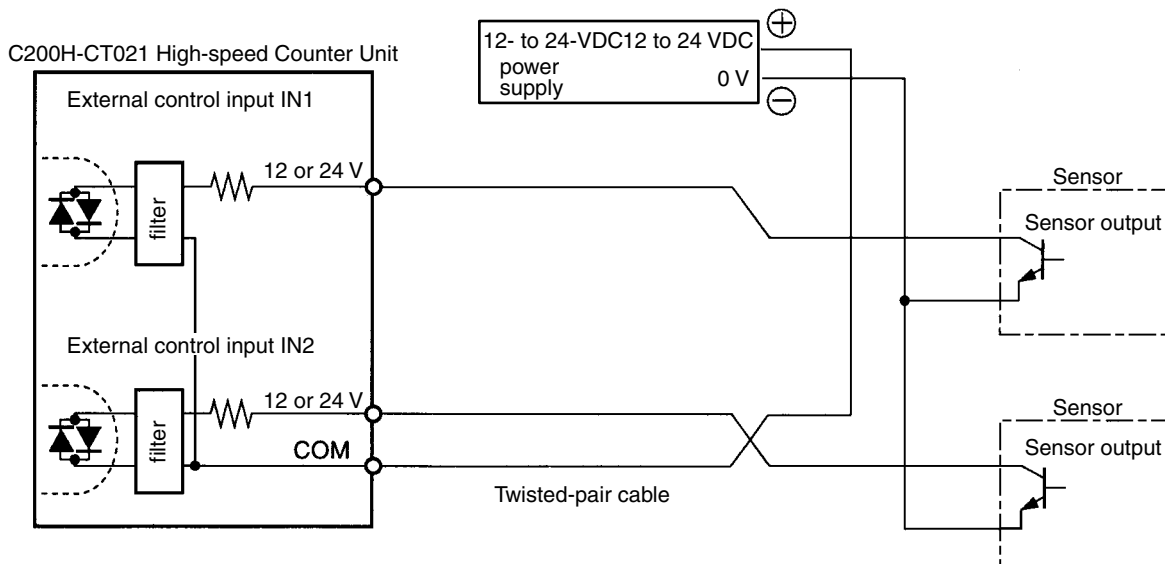 C200H-CT021 High-speed Counter Unit
12- to 24-VDC12 to 24 VDC
power
supply
0 V
+
−
External control input IN1
12 or 24 V
filter
Sensor
Sensor output
External control input IN2
12 or 24 V
filter
COM
Twisted-pair cable
Sensor
Sensor output